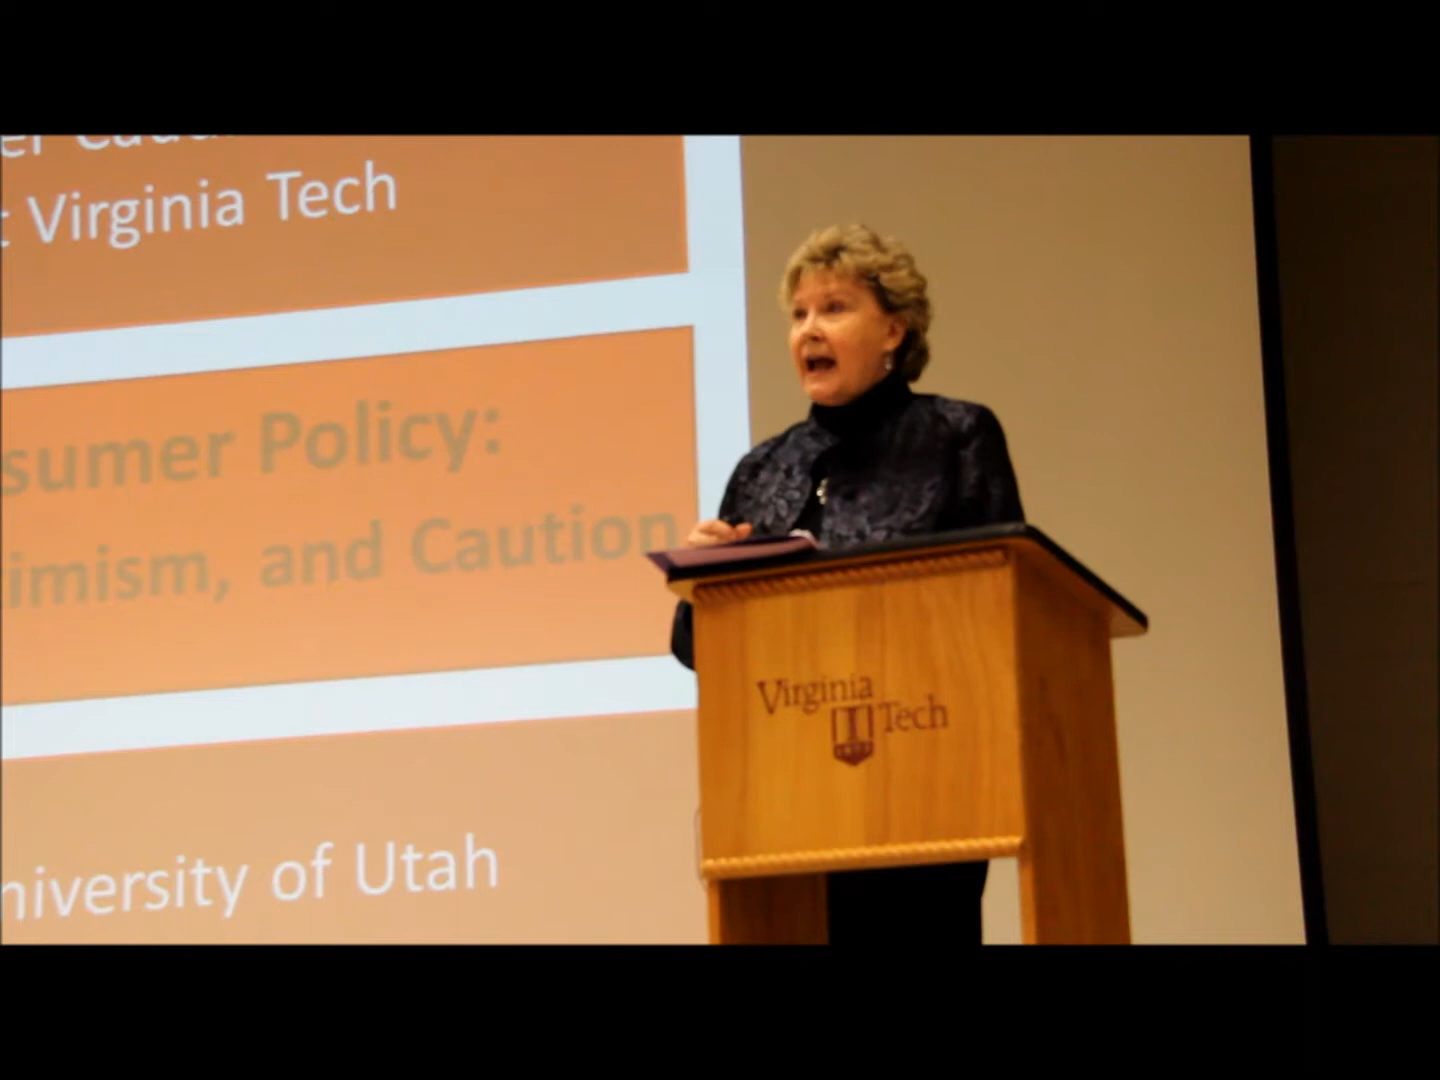 Virginia Tech
sumer Policy:
imism, and Caution
niversity of Utah
Virginia
Tech